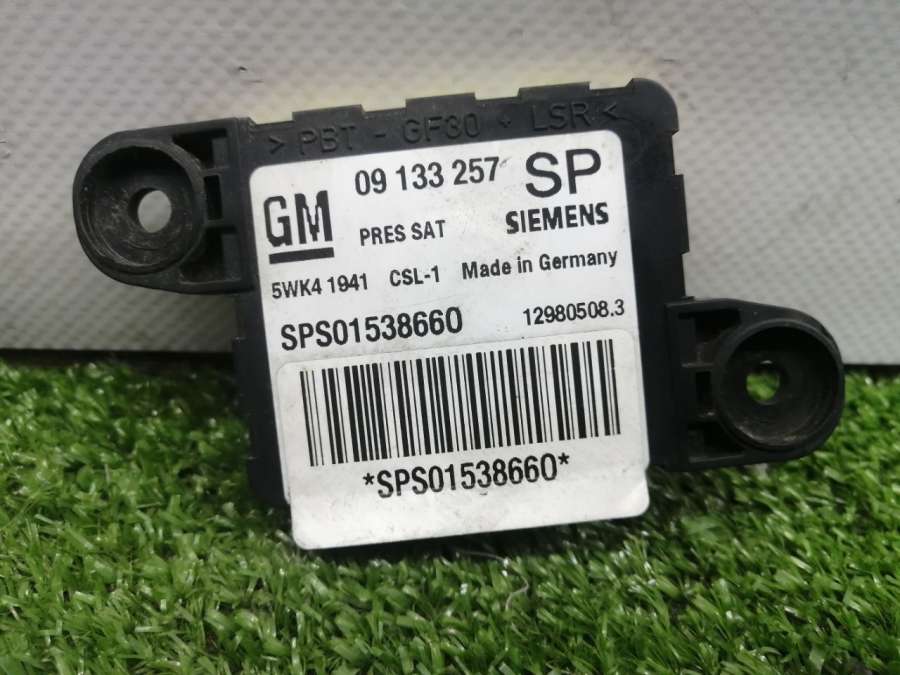 > PBT - GF30 + LSR <
09 133 257 SP
GM PRES SAT SIEMENS
5WK4 1941 CSL-1 Made in Germany
SPS01538660 12980508.3
*SPS01538660*